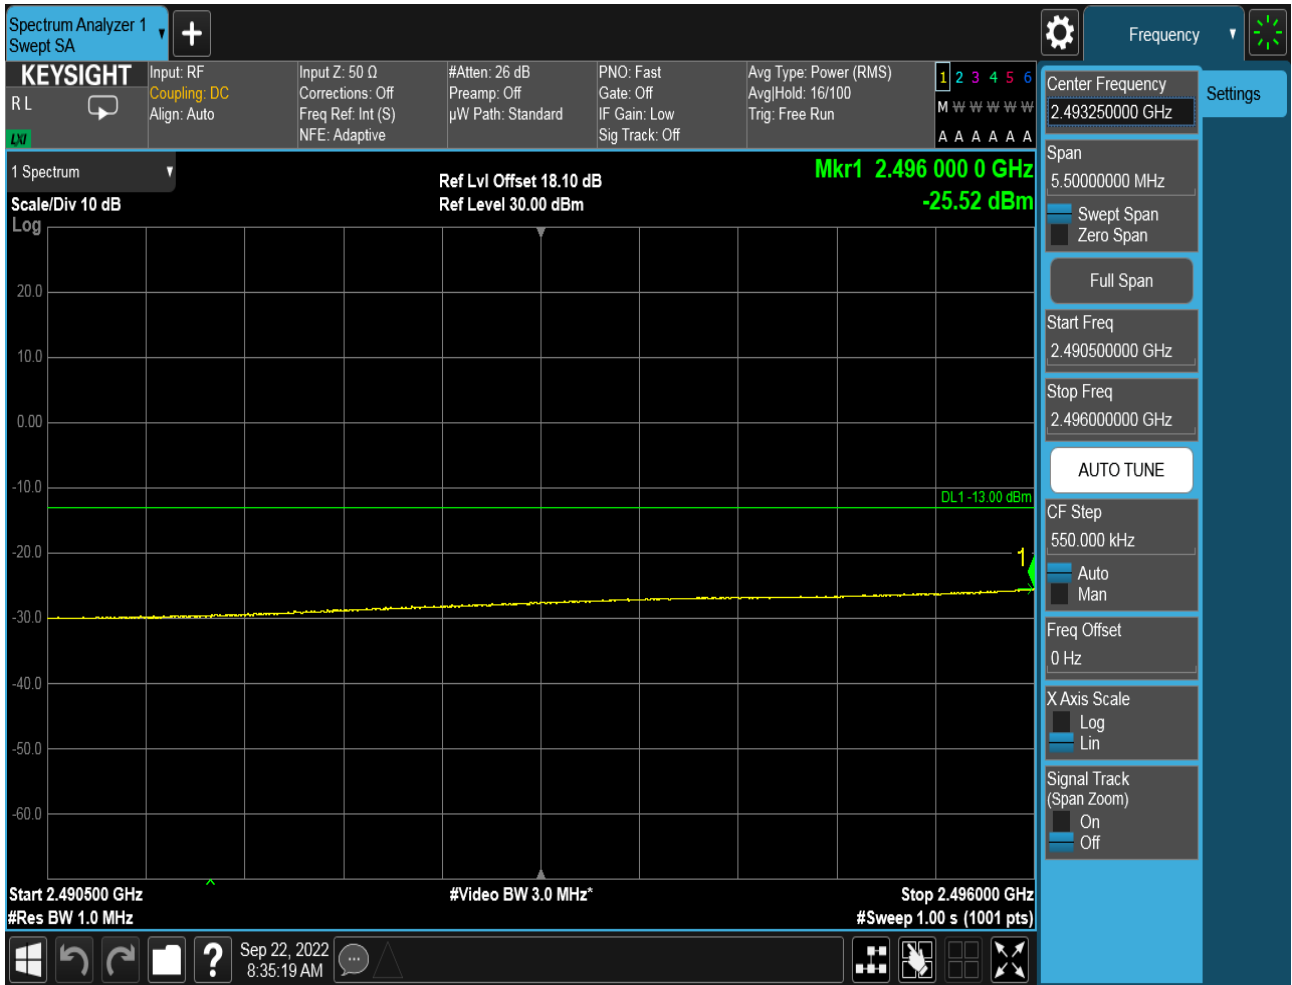 Spectrum Analyzer 1
Swept SA
Frequency
KEYSIGHT
R L
LXI
Input: RF
Coupling: DC
Align: Auto
Input Z: 50 Ω
Corrections: Off
Freq Ref: Int (S)
NFE: Adaptive
#Atten: 26 dB
Preamp: Off
µW Path: Standard
PNO: Fast
Gate: Off
IF Gain: Low
Sig Track: Off
Avg Type: Power (RMS)
Avg|Hold: 16/100
Trig: Free Run
1 2 3 4 5 6
M W W W W W
A A A A A A
1 Spectrum
Scale/Div 10 dB
Log
Ref Lvl Offset 18.10 dB
Ref Level 30.00 dBm
Mkr1 2.496 000 0 GHz
-25.52 dBm
20.0
10.0
0.00
-10.0
DL1 -13.00 dBm
-20.0
1
-30.0
-40.0
-50.0
-60.0
Start 2.490500 GHz
#Video BW 3.0 MHz*
Stop 2.496000 GHz
#Res BW 1.0 MHz
#Sweep 1.00 s (1001 pts)
?
Sep 22, 2022
8:35:19 AM
Center Frequency
2.493250000 GHz
Settings
Span
5.50000000 MHz
Swept Span
Zero Span
Full Span
Start Freq
2.490500000 GHz
Stop Freq
2.496000000 GHz
AUTO TUNE
CF Step
550.000 kHz
Auto
Man
Freq Offset
0 Hz
X Axis Scale
Log
Lin
Signal Track
(Span Zoom)
On
Off